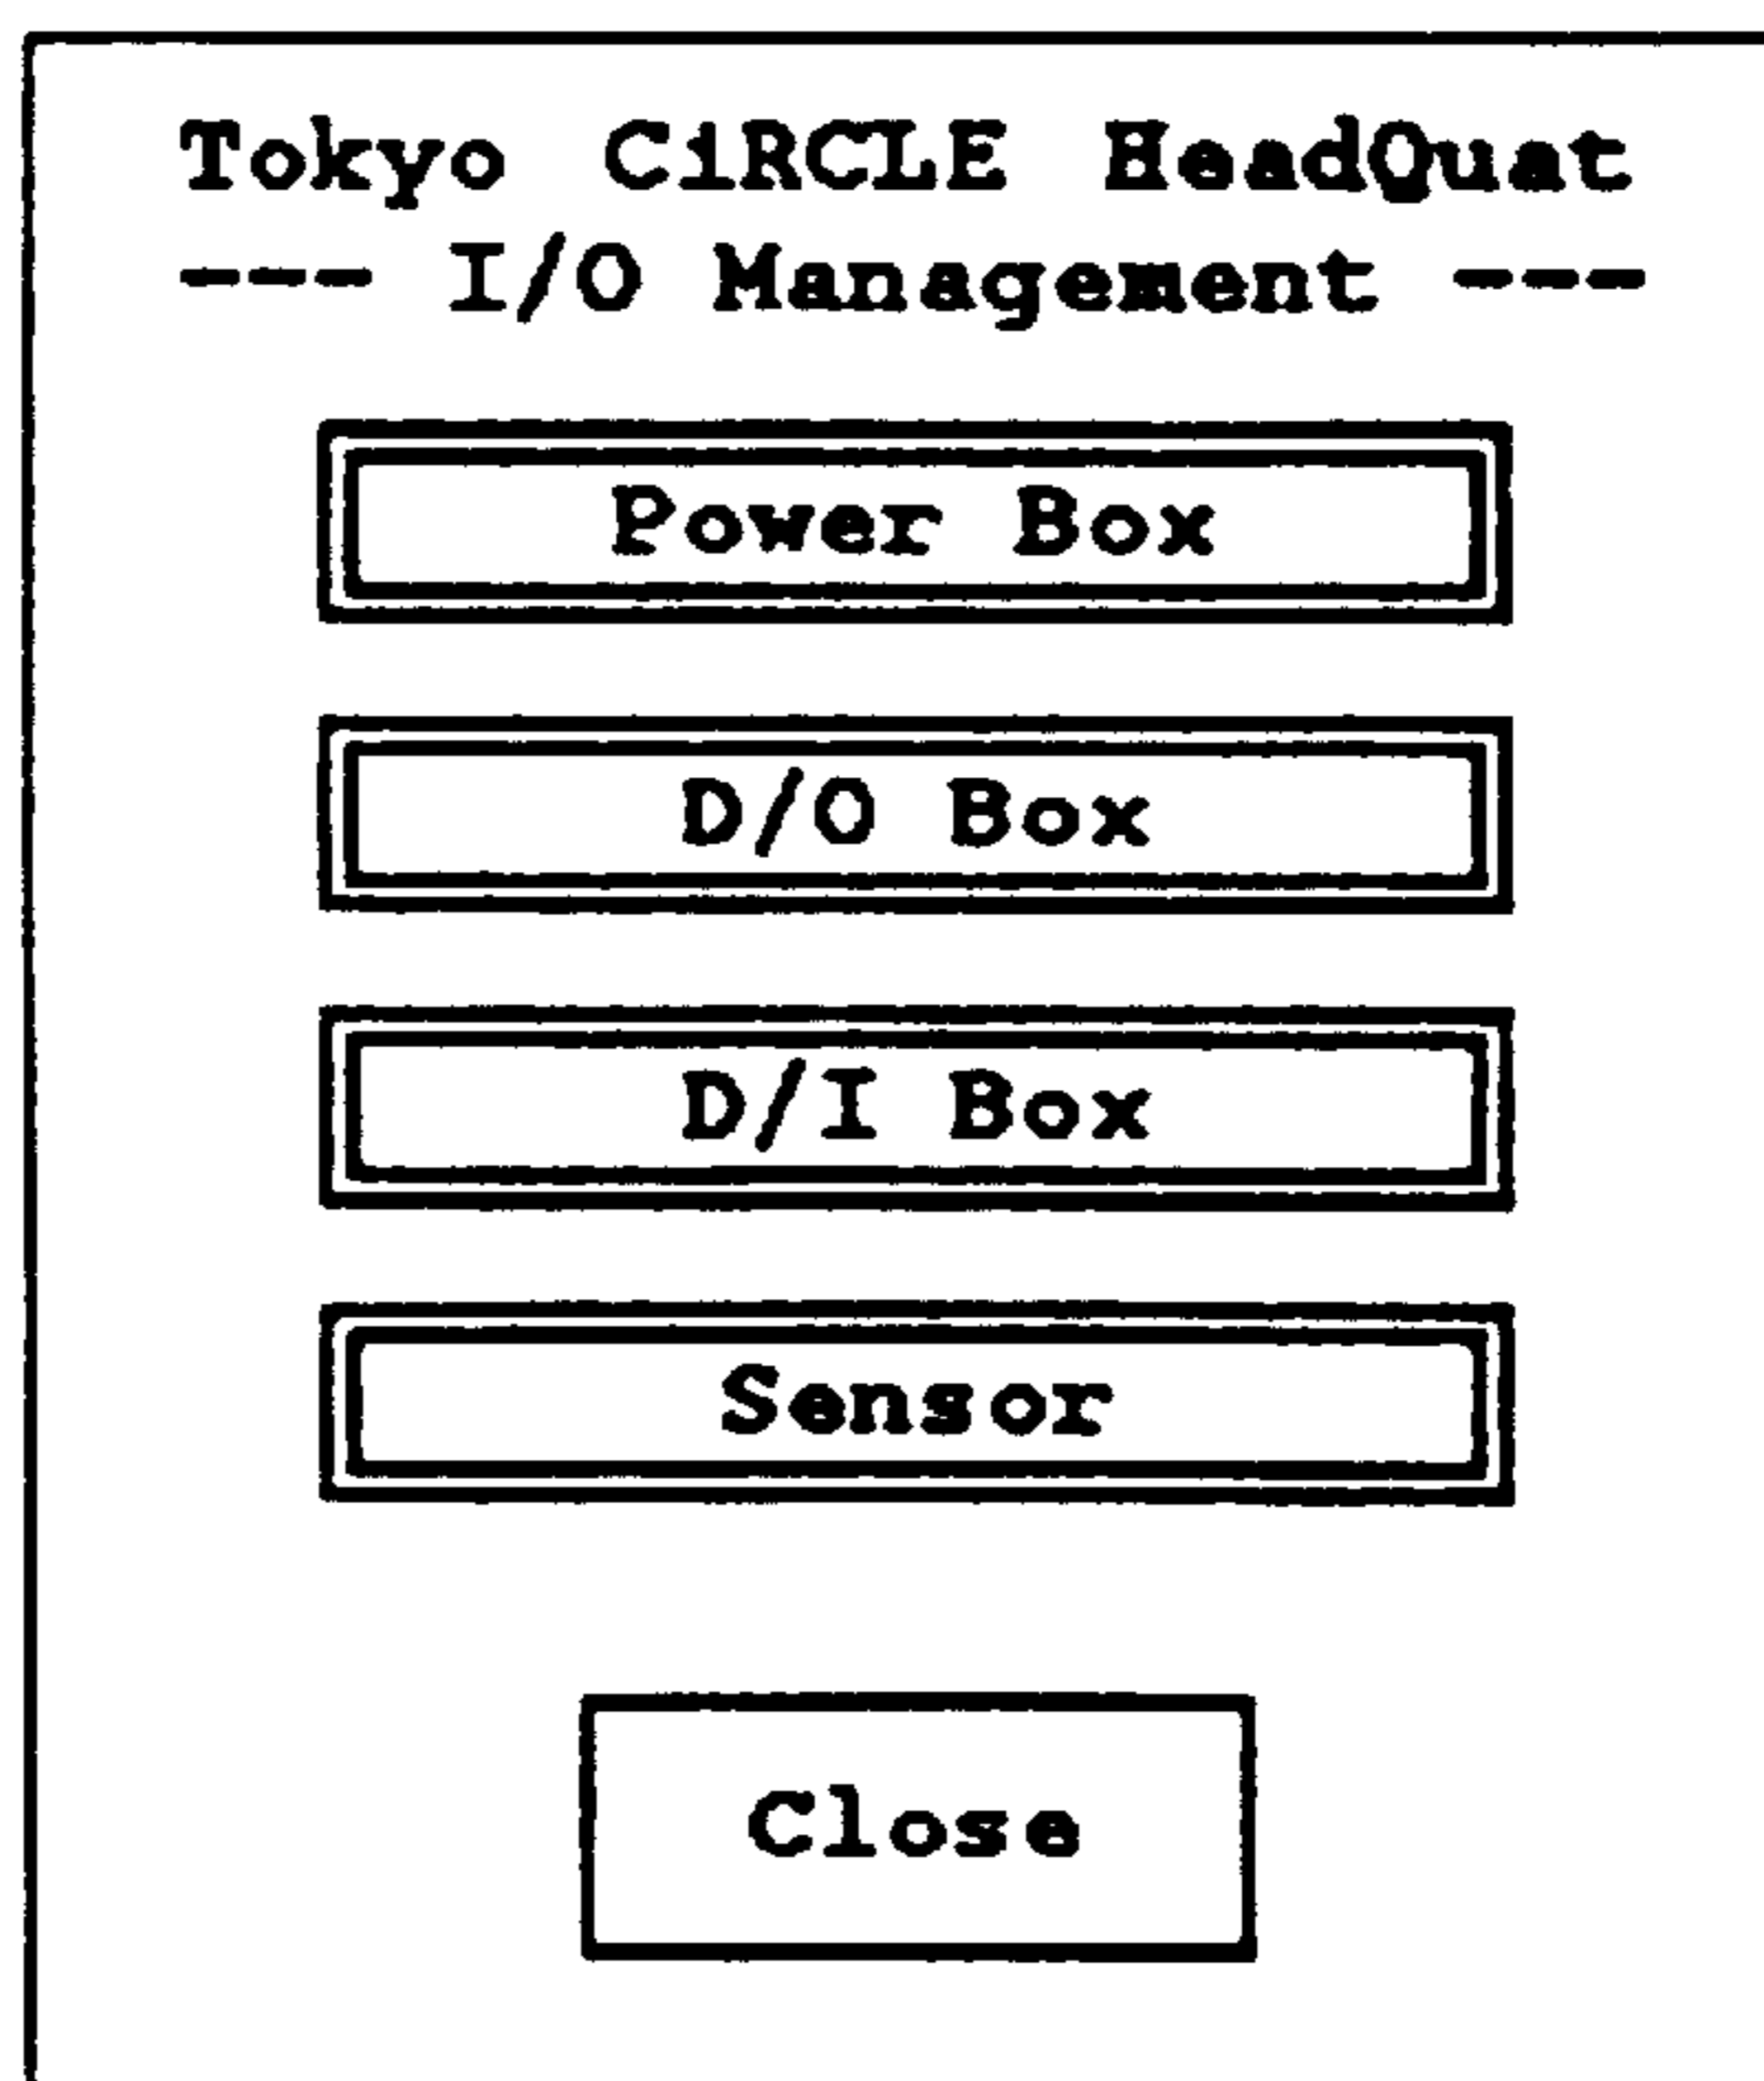 Tokyo CiRCLE HeadQuat
--- I/O Management ---
Power Box
D/O Box
D/I Box
Sensor
Close